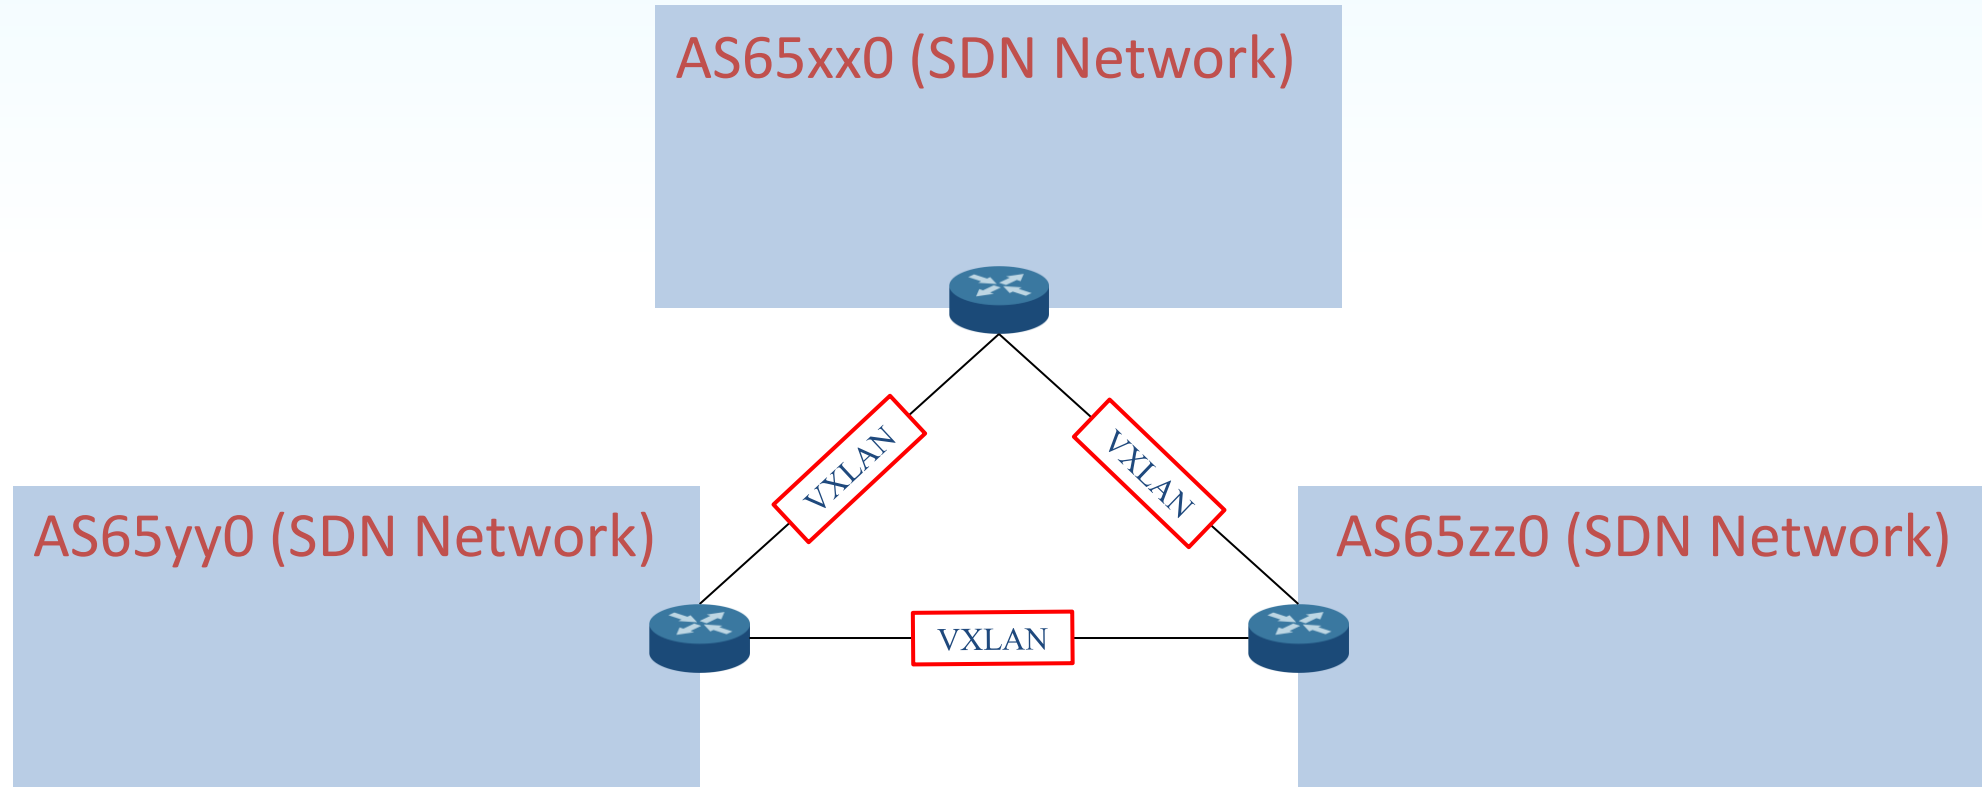 AS65xx0 (SDN Network)
VXLAN
VXLAN
AS65yy0 (SDN Network)
AS65zz0 (SDN Network)
VXLAN